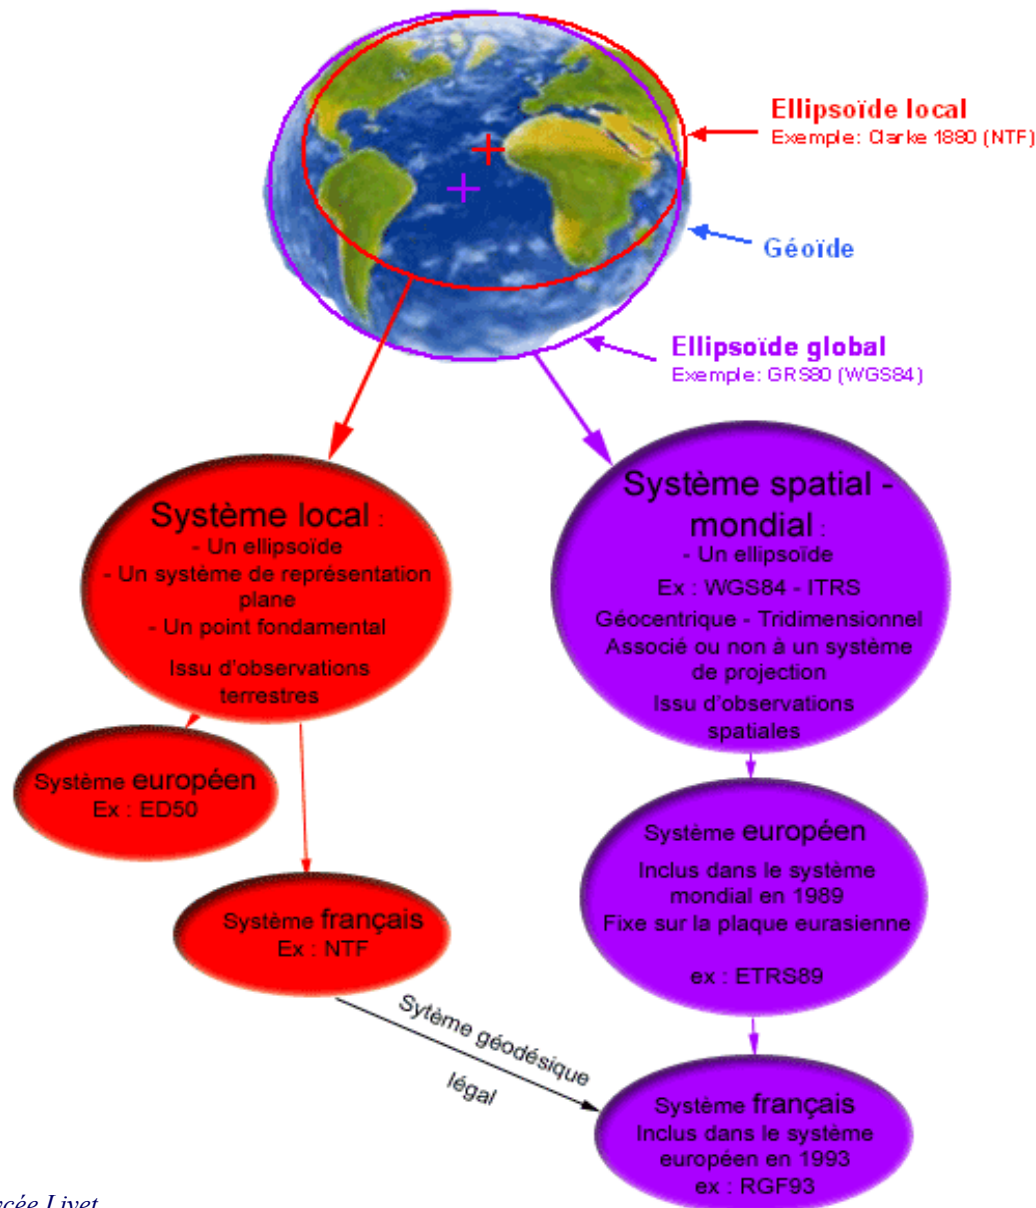 Ellipsoïde local
Exemple: Clarke 1880 (NTF)
Géoïde
Ellipsoïde global
Exemple: GRS80 (WGS84)
Système local :
- Un ellipsoïde
- Un système de représentation
plane
- Un point fondamental
Issu d'observations
terrestres
Système spatial -
mondial :
- Un ellipsoïde
Ex : WGS84 - ITRS
Géocentrique - Tridimensionnel
Associé ou non à un système
de projection
Issu d'observations
spatiales
Système européen
Ex : ED50
Système français
Ex : NTF
Système européen
Inclus dans le système
mondial en 1989
Fixe sur la plaque eurasienne
ex : ETRS89
Sytème géodésique
légal
Système français
Inclus dans le système
européen en 1993
ex : RGF93
Livet